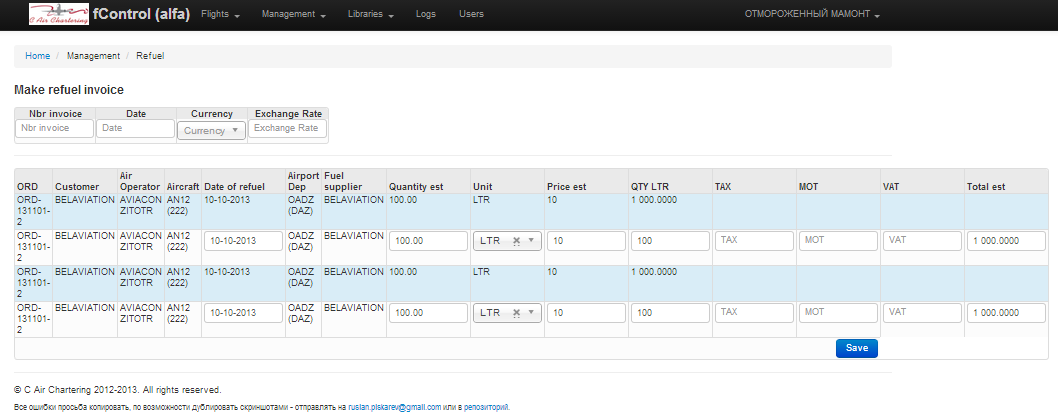 C Air Chartering fControl (alfa) Flights Management Libraries Logs Users ОТМОРОЖЕННЫЙ МАМОНТ
Home / Management / Refuel
Make refuel invoice
Nbr invoice Date Currency Exchange Rate
Nbr invoice Date Currency Exchange Rate
ORD Customer Air Operator Aircraft Date of refuel Airport Dep Fuel supplier Quantity est Unit Price est QTY LTR TAX MOT VAT Total est
ORD-131101-2 BELAVIATION AVIACON ZITOTR AN12 (222) 10-10-2013 OADZ (DAZ) BELAVIATION 100.00 LTR 10 1 000.0000
ORD-131101-2 BELAVIATION AVIACON ZITOTR AN12 (222) 10-10-2013 OADZ (DAZ) BELAVIATION 100.00 LTR 10 100 TAX MOT VAT 1 000.0000
ORD-131101-2 BELAVIATION AVIACON ZITOTR AN12 (222) 10-10-2013 OADZ (DAZ) BELAVIATION 100.00 LTR 10 1 000.0000
ORD-131101-2 BELAVIATION AVIACON ZITOTR AN12 (222) 10-10-2013 OADZ (DAZ) BELAVIATION 100.00 LTR 10 100 TAX MOT VAT 1 000.0000
Save
© C Air Chartering 2012-2013. All rights reserved.
Все ошибки просьба копировать, по возможности дублировать скриншотами - отправлять на ruslan.piskarev@gmail.com или в репозиторий.